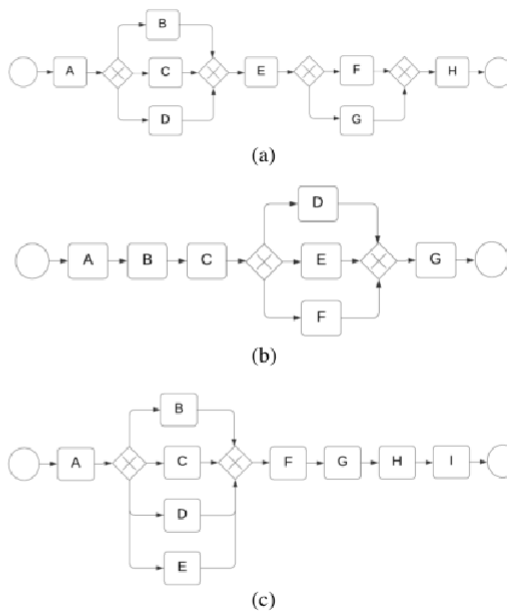 B
A C E F H
D G
(a)
D
A B C E G
F
(b)
B
A C F G H I
D
E
(c)